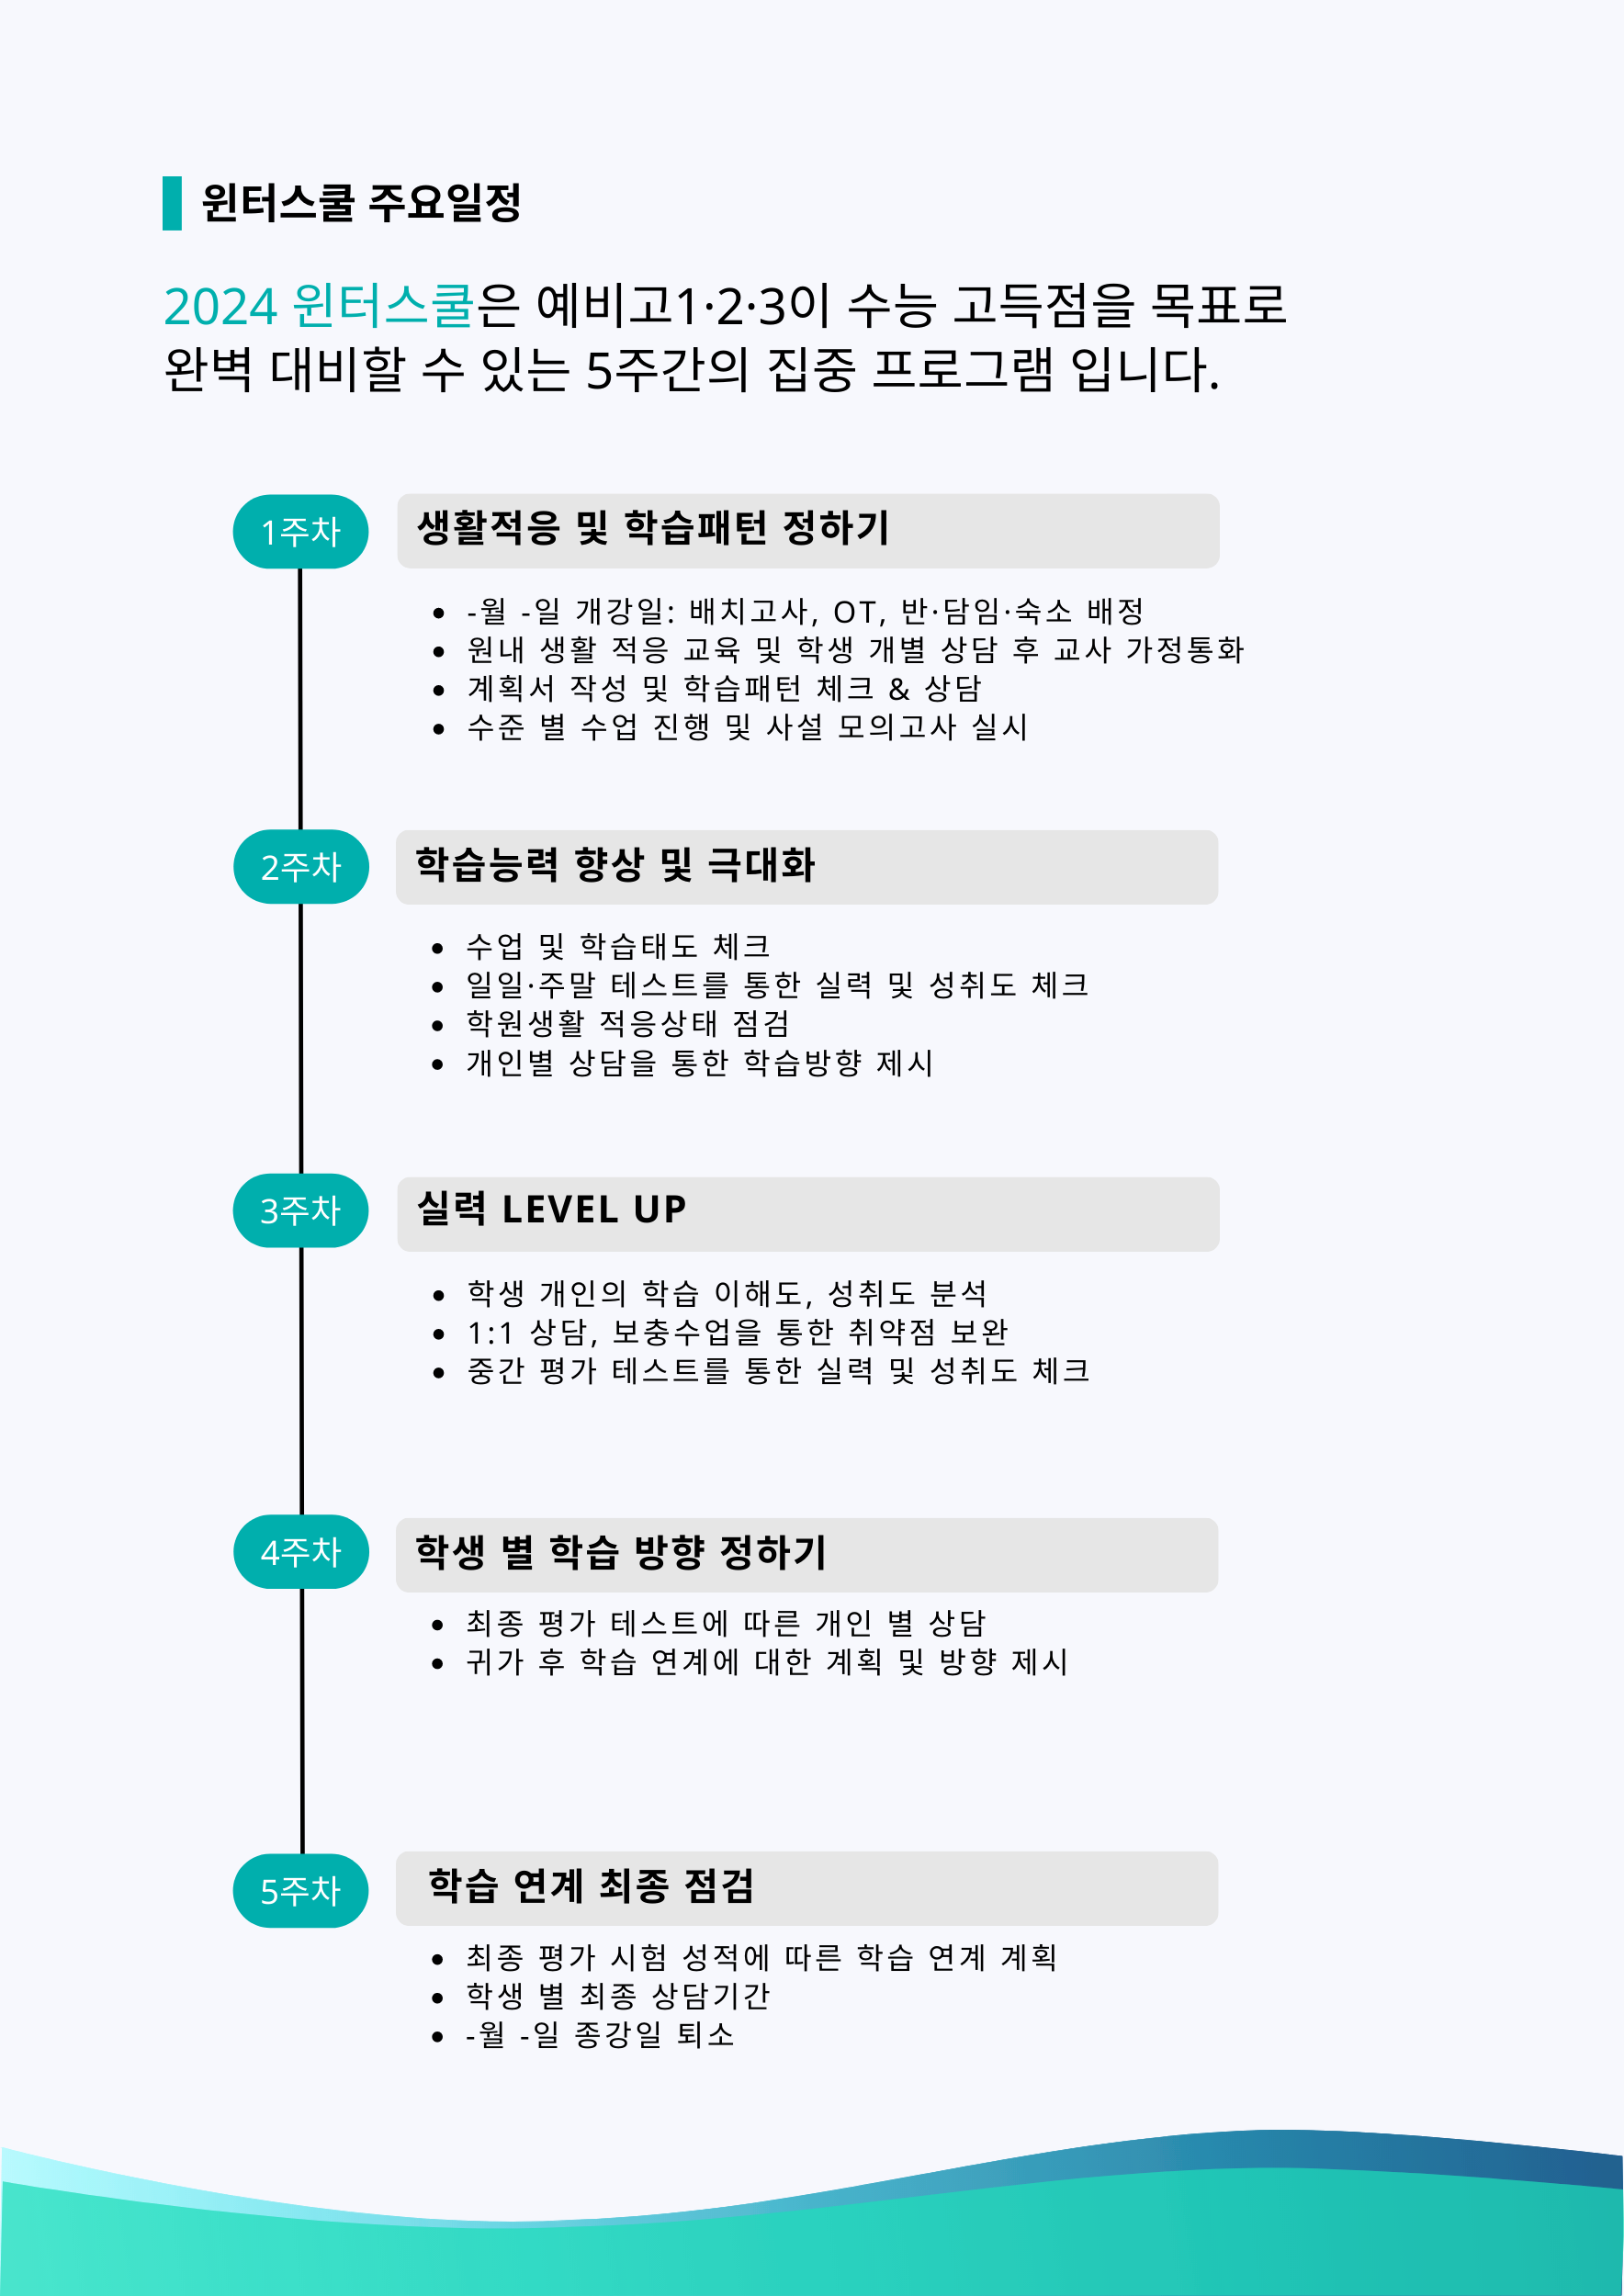 윈터스쿨 주요일정
2024 윈터스쿨은 예비고1·2·3이 수능 고득점을 목표로
완벽 대비할 수 있는 5주간의 집중 프로그램 입니다.
1주차
생활적응 및 학습패턴 정하기
-월 -일 개강일: 배치고사, OT, 반·담임·숙소 배정
원내 생활 적응 교육 및 학생 개별 상담 후 교사 가정통화
계획서 작성 및 학습패턴 체크 & 상담
수준 별 수업 진행 및 사설 모의고사 실시
2주차
학습능력 향상 및 극대화
수업 및 학습태도 체크
일일·주말 테스트를 통한 실력 및 성취도 체크
학원생활 적응상태 점검
개인별 상담을 통한 학습방향 제시
3주차
실력 LEVEL UP
학생 개인의 학습 이해도, 성취도 분석
1:1 상담, 보충수업을 통한 취약점 보완
중간 평가 테스트를 통한 실력 및 성취도 체크
4주차
학생 별 학습 방향 정하기
최종 평가 테스트에 따른 개인 별 상담
귀가 후 학습 연계에 대한 계획 및 방향 제시
5주차
학습 연계 최종 점검
최종 평가 시험 성적에 따른 학습 연계 계획
학생 별 최종 상담기간
-월 -일 종강일 퇴소